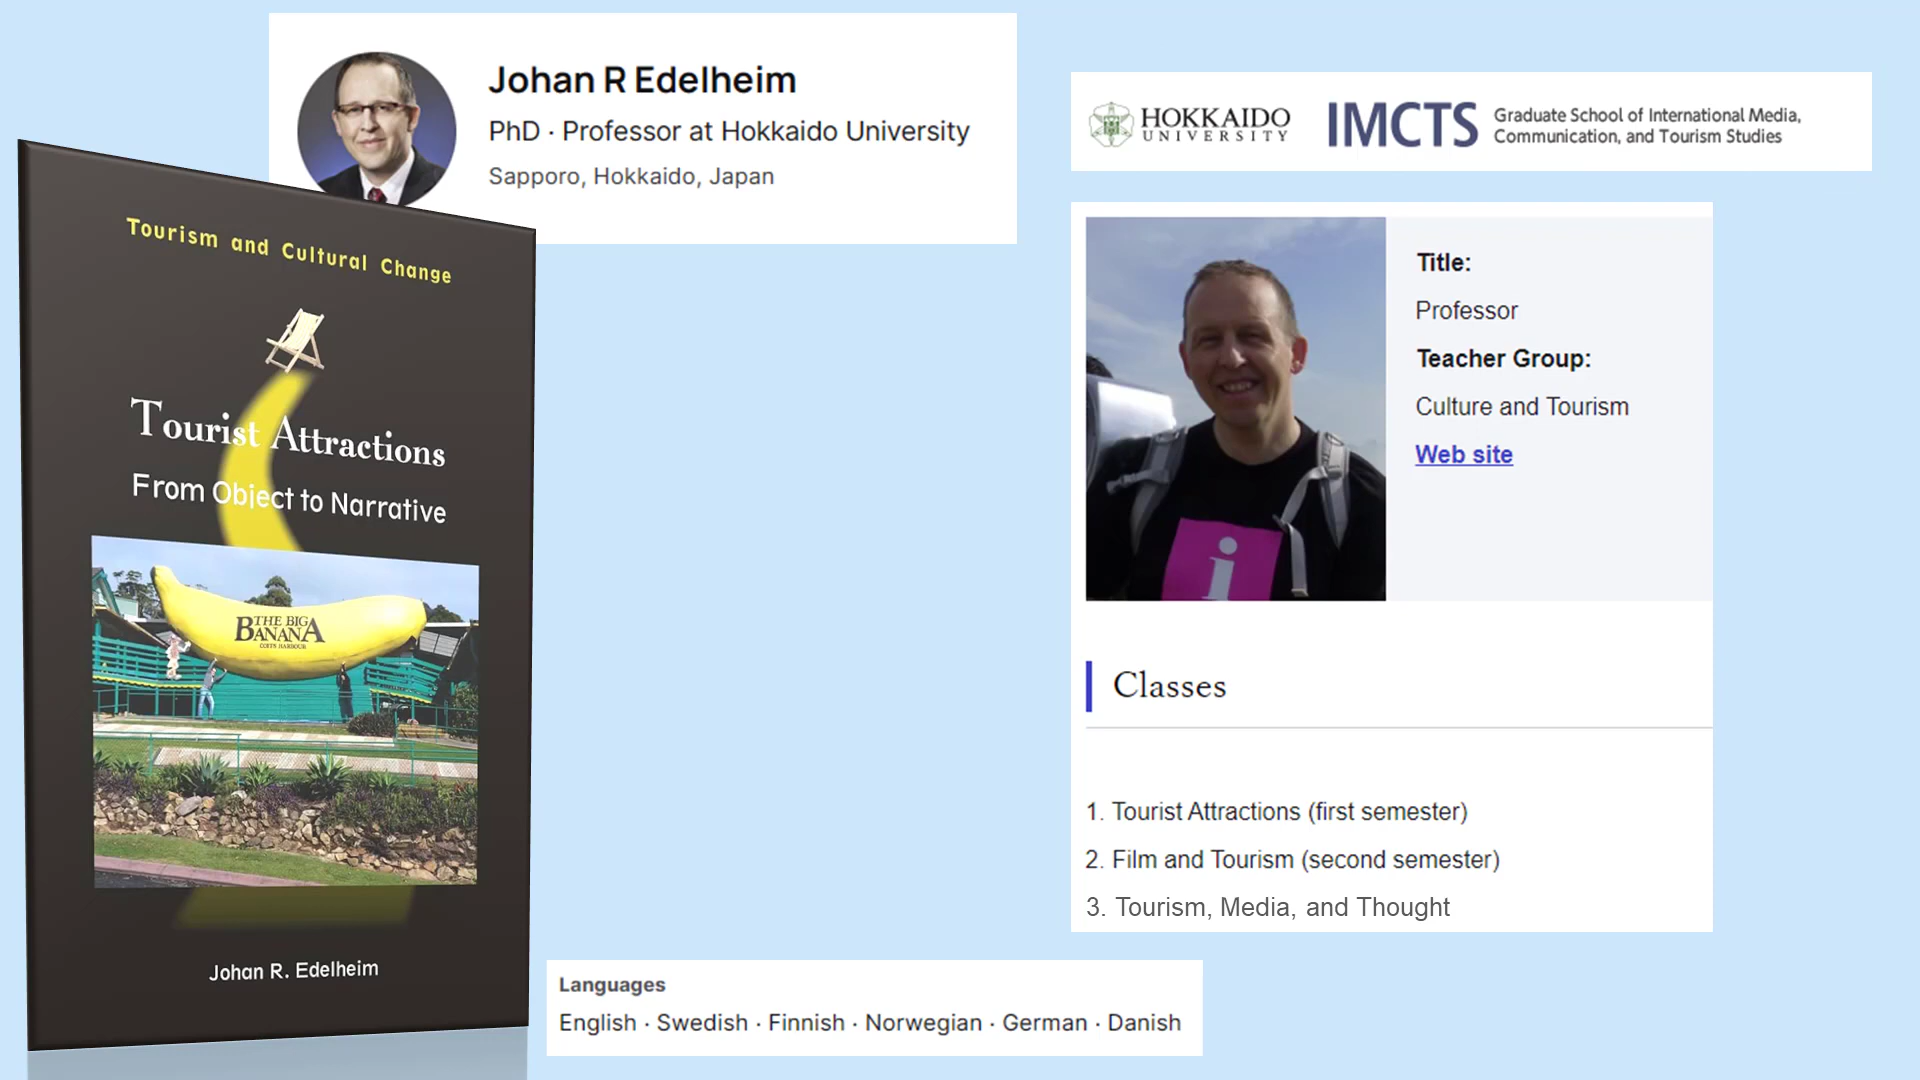 Johan R Edelheim
PhD · Professor at Hokkaido University
Sapporo, Hokkaido, Japan
HOKKAIDO
UNIVERSITY
IMCTS
Graduate School of International Media,
Communication, and Tourism Studies
Tourism and Cultural Change
Tourist Attractions
From Object to Narrative
THE BIG
BANANA
COFFS HARBOUR
Johan R. Edelheim
Title:
Professor
Teacher Group:
Culture and Tourism
Web site
i
Classes
1. Tourist Attractions (first semester)
2. Film and Tourism (second semester)
3. Tourism, Media, and Thought
Languages
English · Swedish · Finnish · Norwegian · German · Danish